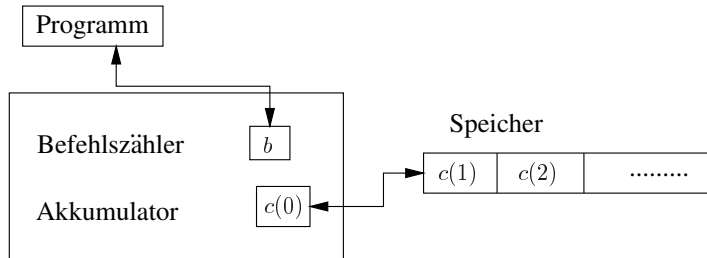 Programm
Befehlszähler b
Speicher
c(1) c(2) .........
Akkumulator c(0)